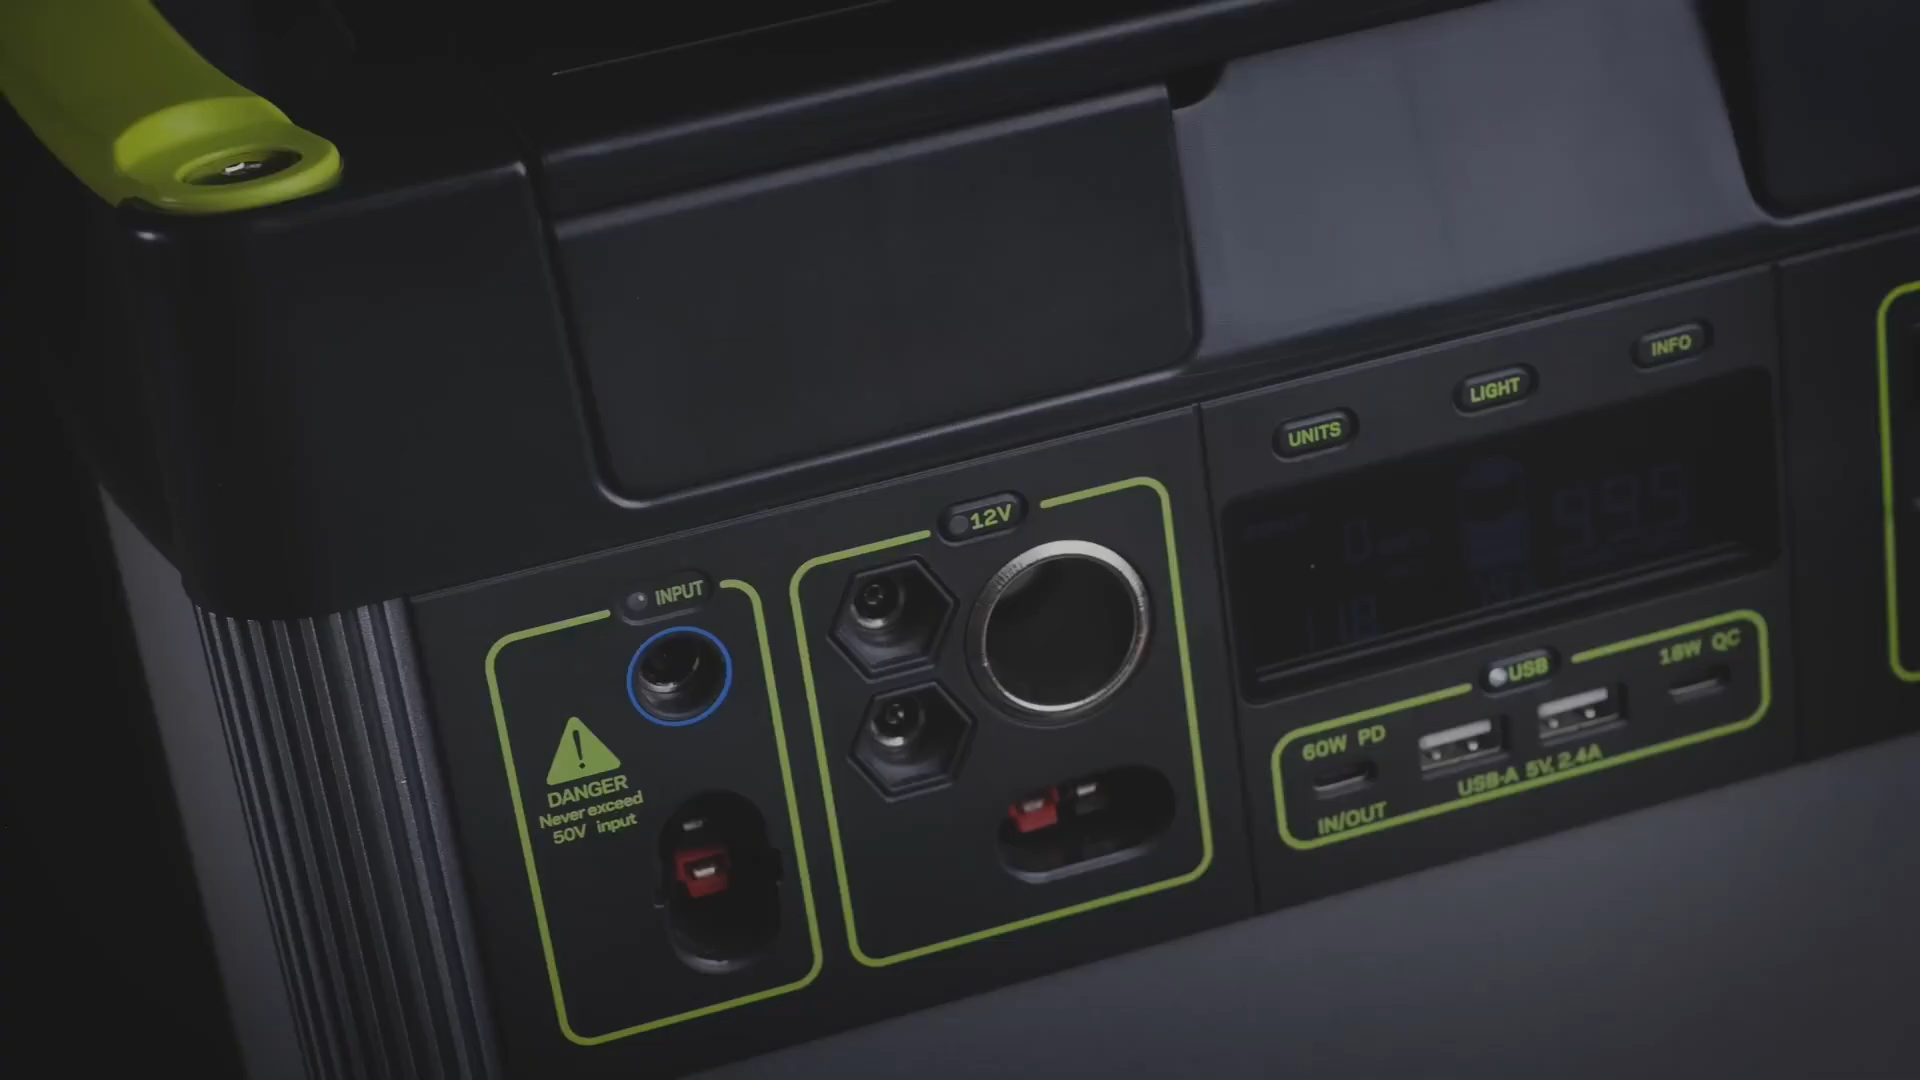 INFO
LIGHT
UNITS
12V
INPUT
DANGER
Never exceed
50V input
USB
18W QC
60W PD
USB-A 5V, 2.4A
IN/OUT